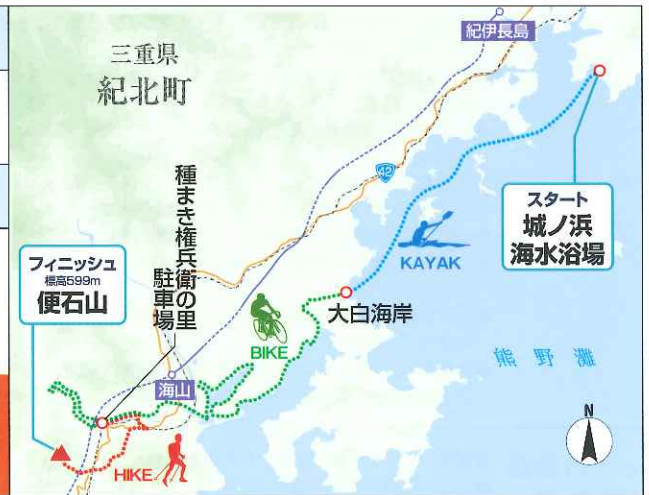 三重県
紀北町
紀伊長島
42
スタート
城ノ浜
海水浴場
KAYAK
大白海岸
熊野灘
種まき権兵衛の里
駐車場
フィニッシュ
標高599m
便石山
BIKE
海山
HIKE
N